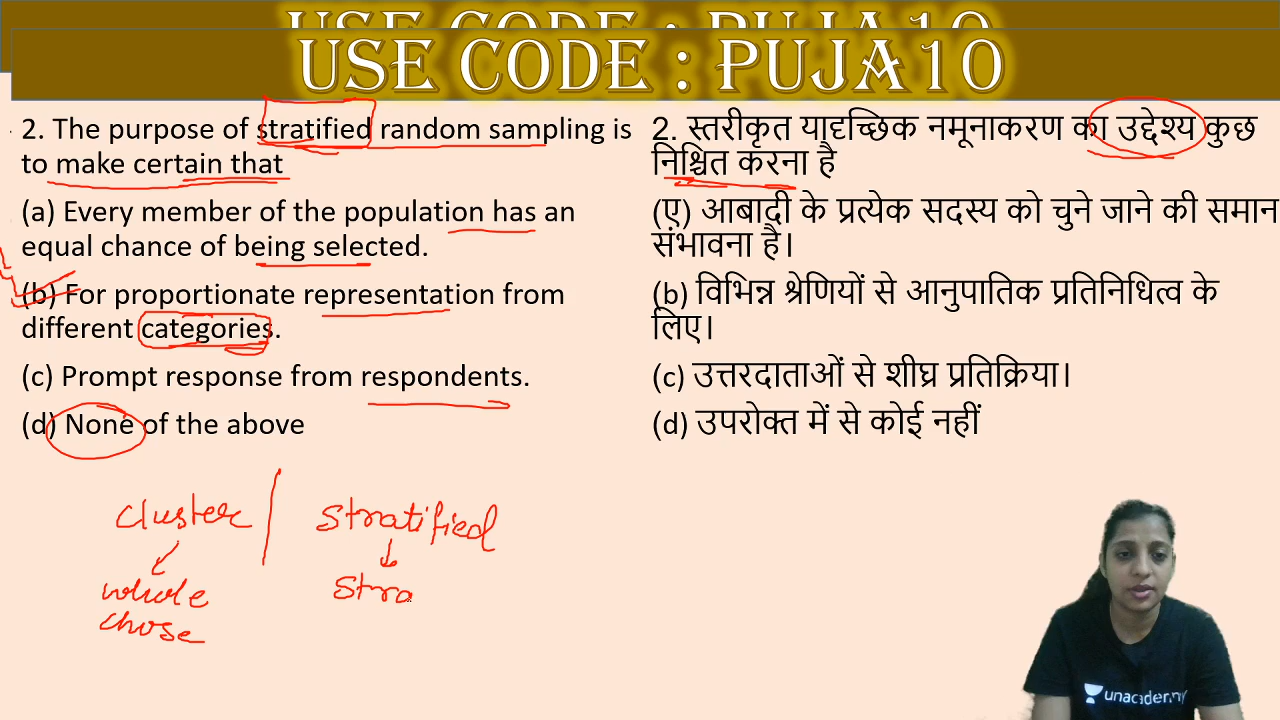 USE CODE : PUJA10
USE CODE : PUJA10
2. The purpose of stratified random sampling is
to make certain that
(a) Every member of the population has an
equal chance of being selected.
(b) For proportionate representation from
different categories.
(c) Prompt response from respondents.
(d) None of the above
2. स्तरीकृत यादृच्छिक नमूनाकरण का उद्देश्य कुछ
निश्चित करना है
(ए) आबादी के प्रत्येक सदस्य को चुने जाने की समान
संभावना है।
(b) विभिन्न श्रेणियों से आनुपातिक प्रतिनिधित्व के
लिए।
(c) उत्तरदाताओं से शीघ्र प्रतिक्रिया।
(d) उपरोक्त में से कोई नहीं
cluster
whole
chose
Stratified
Stra
unacademy